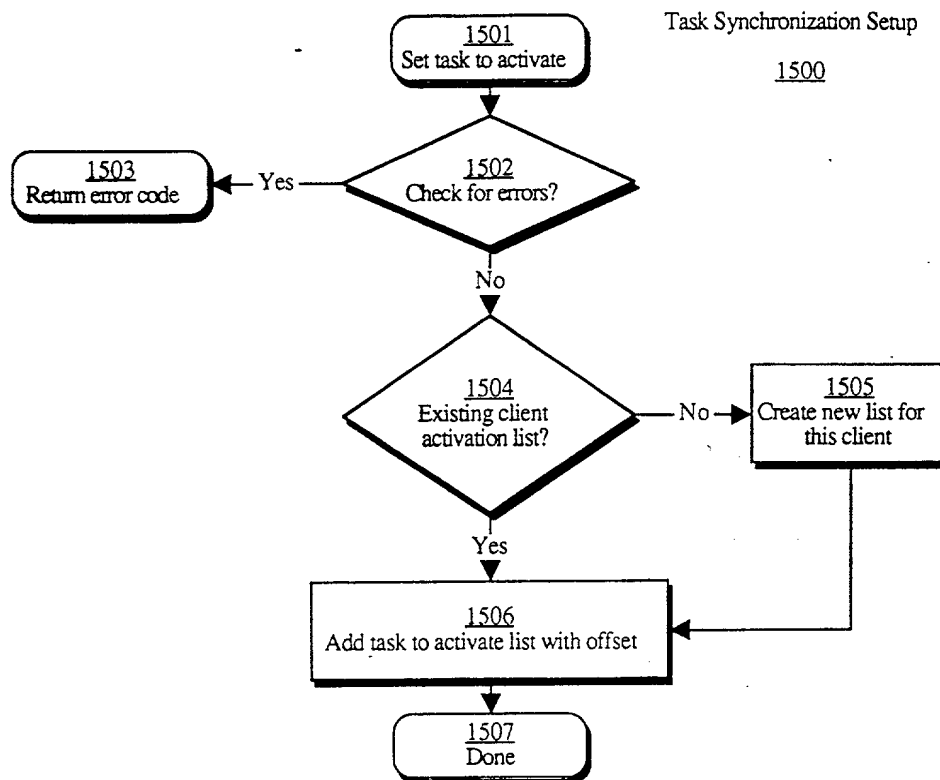 Task Synchronization Setup
1500
1501
Set task to activate
1502
Check for errors?
Yes
1503
Return error code
No
1504
Existing client
activation list?
No
1505
Create new list for
this client
Yes
1506
Add task to activate list with offset
1507
Done